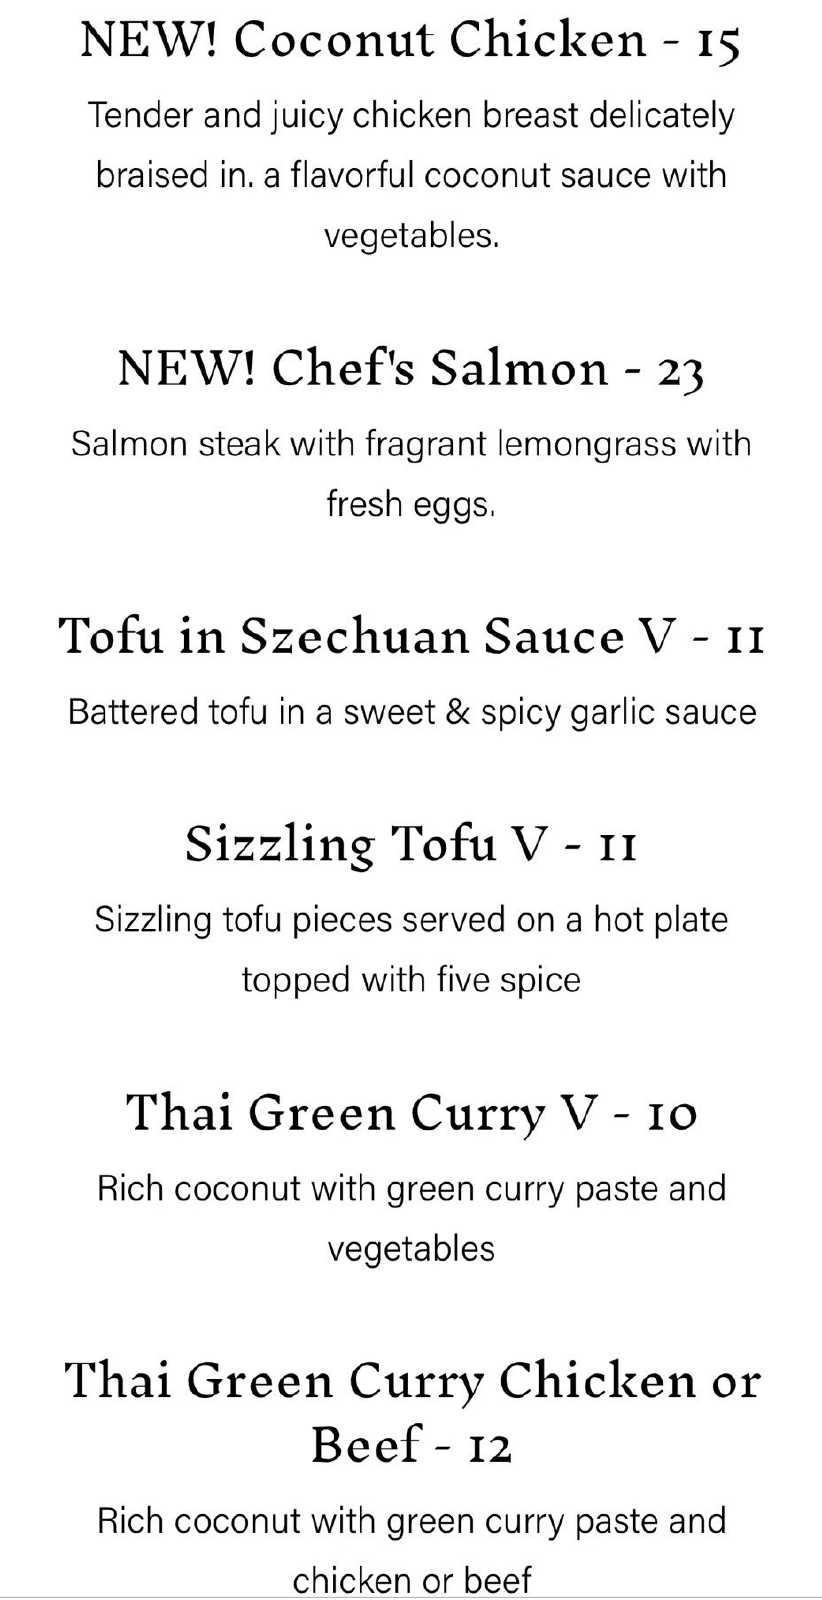 NEW! Coconut Chicken - 15
Tender and juicy chicken breast delicately
braised in. a flavorful coconut sauce with
vegetables.
NEW! Chef's Salmon - 23
Salmon steak with fragrant lemongrass with
fresh eggs.
Tofu in Szechuan Sauce V - 11
Battered tofu in a sweet & spicy garlic sauce
Sizzling Tofu V - 11
Sizzling tofu pieces served on a hot plate
topped with five spice
Thai Green Curry V - 10
Rich coconut with green curry paste and
vegetables
Thai Green Curry Chicken or
Beef - 12
Rich coconut with green curry paste and
chicken or beef